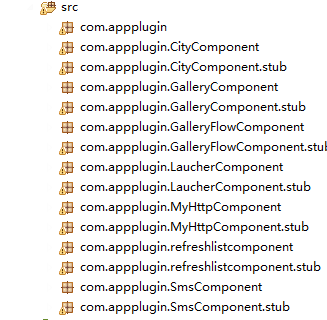 src
com.appplugin
com.appplugin.CityComponent
com.appplugin.CityComponent.stub
com.appplugin.GalleryComponent
com.appplugin.GalleryComponent.stub
com.appplugin.GalleryFlowComponent
com.appplugin.GalleryFlowComponent.stub
com.appplugin.LaucherComponent
com.appplugin.LaucherComponent.stub
com.appplugin.MyHttpComponent
com.appplugin.MyHttpComponent.stub
com.appplugin.refreshlistcomponent
com.appplugin.refreshlistcomponent.stub
com.appplugin.SmsComponent
com.appplugin.SmsComponent.stub